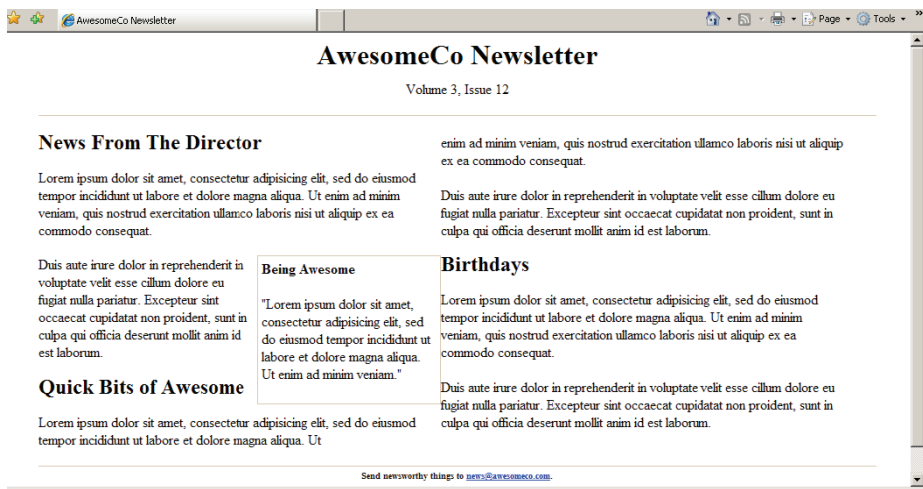 AwesomeCo Newsletter
Page
Tools
»
AwesomeCo Newsletter
Volume 3, Issue 12
News From The Director
Lorem ipsum dolor sit amet, consectetur adipisicing elit, sed do eiusmod
tempor incididunt ut labore et dolore magna aliqua. Ut enim ad minim
veniam, quis nostrud exercitation ullamco laboris nisi ut aliquip ex ea
commodo consequat.
Duis aute irure dolor in reprehenderit in
voluptate velit esse cillum dolore eu
fugiat nulla pariatur. Excepteur sint
occaecat cupidatat non proident, sunt in
culpa qui officia deserunt mollit anim id
est laborum.
Being Awesome
"Lorem ipsum dolor sit amet,
consectetur adipisicing elit, sed
do eiusmod tempor incididunt ut
labore et dolore magna aliqua.
Ut enim ad minim veniam."
Quick Bits of Awesome
Lorem ipsum dolor sit amet, consectetur adipisicing elit, sed do eiusmod
tempor incididunt ut labore et dolore magna aliqua. Ut
enim ad minim veniam, quis nostrud exercitation ullamco laboris nisi ut aliquip
ex ea commodo consequat.
Duis aute irure dolor in reprehenderit in voluptate velit esse cillum dolore eu
fugiat nulla pariatur. Excepteur sint occaecat cupidatat non proident, sunt in
culpa qui officia deserunt mollit anim id est laborum.
Birthdays
Lorem ipsum dolor sit amet, consectetur adipisicing elit, sed do eiusmod
tempor incididunt ut labore et dolore magna aliqua. Ut enim ad minim
veniam, quis nostrud exercitation ullamco laboris nisi ut aliquip ex ea
commodo consequat.
Duis aute irure dolor in reprehenderit in voluptate velit esse cillum dolore eu
fugiat nulla pariatur. Excepteur sint occaecat cupidatat non proident, sunt in
culpa qui officia deserunt mollit anim id est laborum.
Send newsworthy things to news@awesomeco.com.